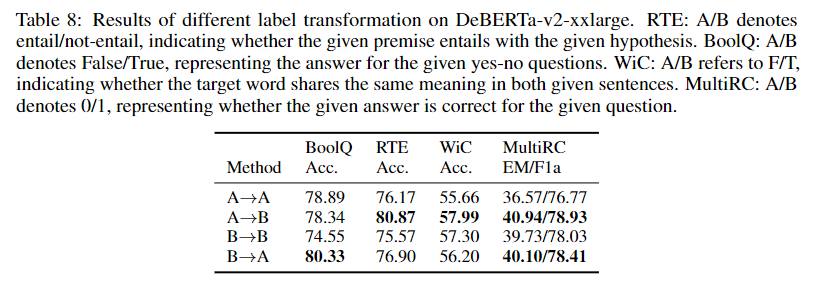 Table 8: Results of different label transformation on DeBERTa-v2-xxlarge. RTE: A/B denotes
entail/not-entail, indicating whether the given premise entails with the given hypothesis. BoolQ: A/B
denotes False/True, representing the answer for the given yes-no questions. WiC: A/B refers to F/T,
indicating whether the target word shares the same meaning in both given sentences. MultiRC: A/B
denotes 0/1, representing whether the given answer is correct for the given question.
BoolQ RTE WiC MultiRC
Method Acc. Acc. Acc. EM/F1a
A→A 78.89 76.17 55.66 36.57/76.77
A→B 78.34 80.87 57.99 40.94/78.93
B→B 74.55 75.57 57.30 39.73/78.03
B→A 80.33 76.90 56.20 40.10/78.41